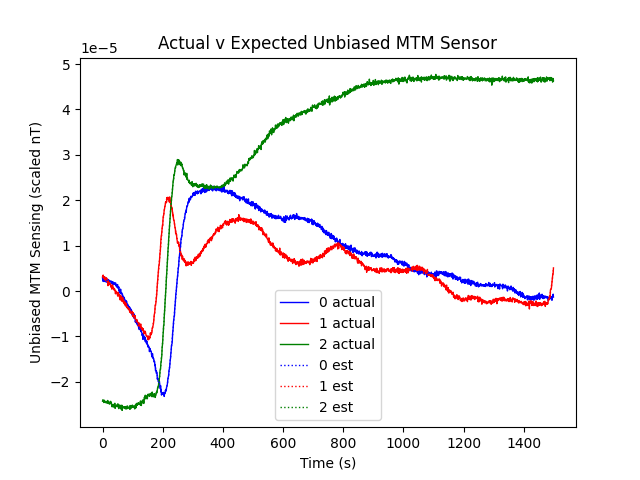 Actual v Expected Unbiased MTM Sensor
1e−5
5
4
3
2
1
0
−1
−2
Unbiased MTM Sensing (scaled nT)
0 actual
1 actual
2 actual
0 est
1 est
2 est
0 200 400 600 800 1000 1200 1400
Time (s)